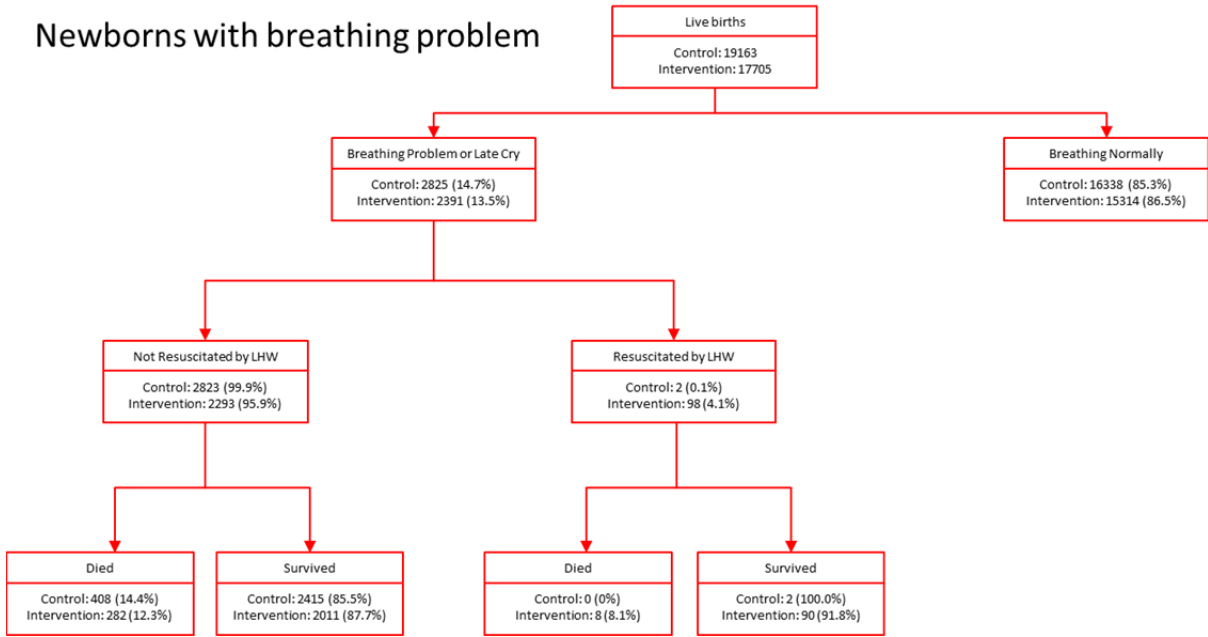 Newborns with breathing problem
Live births
Control: 19163
Intervention: 17705
Breathing Problem or Late Cry
Control: 2825 (14.7%)
Intervention: 2391 (13.5%)
Breathing Normally
Control: 16338 (85.3%)
Intervention: 15314 (86.5%)
Not Resuscitated by LHW
Control: 2823 (99.9%)
Intervention: 2293 (95.9%)
Resuscitated by LHW
Control: 2 (0.1%)
Intervention: 98 (4.1%)
Died
Control: 408 (14.4%)
Intervention: 282 (12.3%)
Survived
Control: 2415 (85.5%)
Intervention: 2011 (87.7%)
Died
Control: 0 (0%)
Intervention: 8 (8.1%)
Survived
Control: 2 (100.0%)
Intervention: 90 (91.8%)